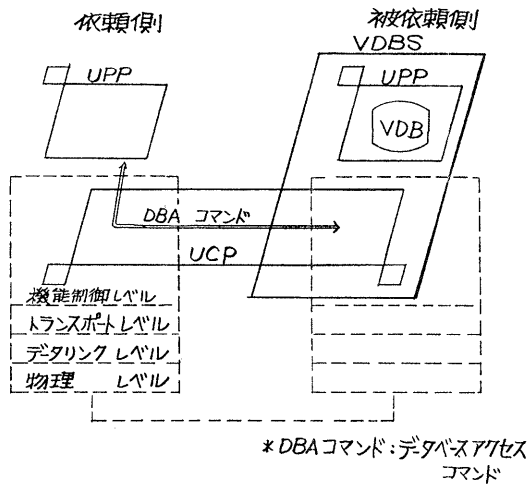 依頼側
被依頼側
VDBS
UPP
UPP
VDB
DBA コマンド
UCP
機能制御レベル
トランスポートレベル
データリンク レベル
物理 レベル
*DBAコマンド:データベースアクセス
コマンド